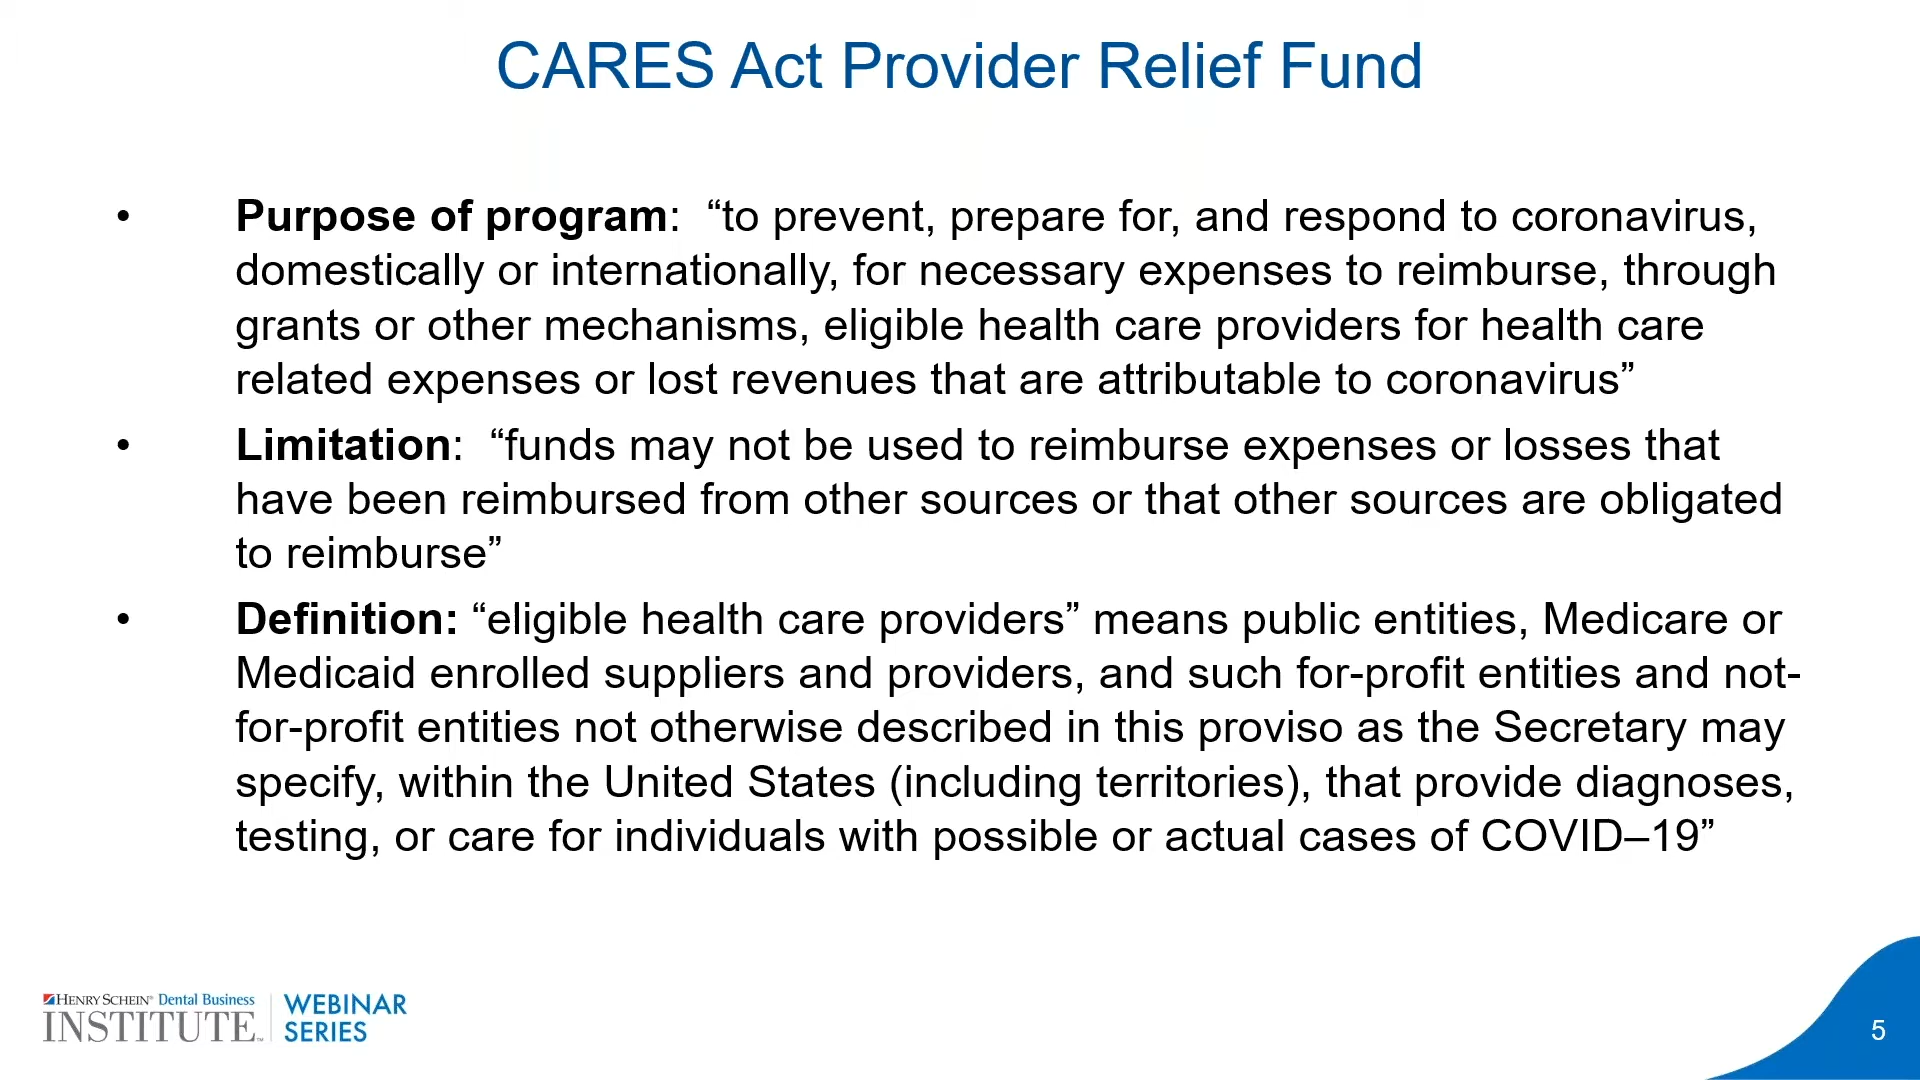 CARES Act Provider Relief Fund
• Purpose of program: “to prevent, prepare for, and respond to coronavirus,
domestically or internationally, for necessary expenses to reimburse, through
grants or other mechanisms, eligible health care providers for health care
related expenses or lost revenues that are attributable to coronavirus”
• Limitation: “funds may not be used to reimburse expenses or losses that
have been reimbursed from other sources or that other sources are obligated
to reimburse”
• Definition: “eligible health care providers” means public entities, Medicare or
Medicaid enrolled suppliers and providers, and such for-profit entities and not-
for-profit entities not otherwise described in this proviso as the Secretary may
specify, within the United States (including territories), that provide diagnoses,
testing, or care for individuals with possible or actual cases of COVID–19”
HENRY SCHEIN® Dental Business
INSTITUTE™
WEBINAR
SERIES
5